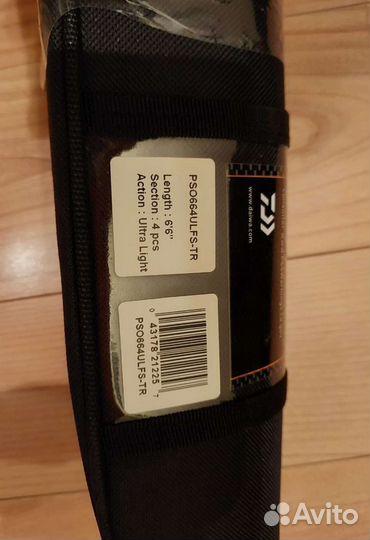 PSO664ULFS-TR
Length : 6'6"
Section : 4 pcs
Action : Ultra Light
0 43178 21225 7
PSO664ULFS-TR
www.daiwa.com
Avito